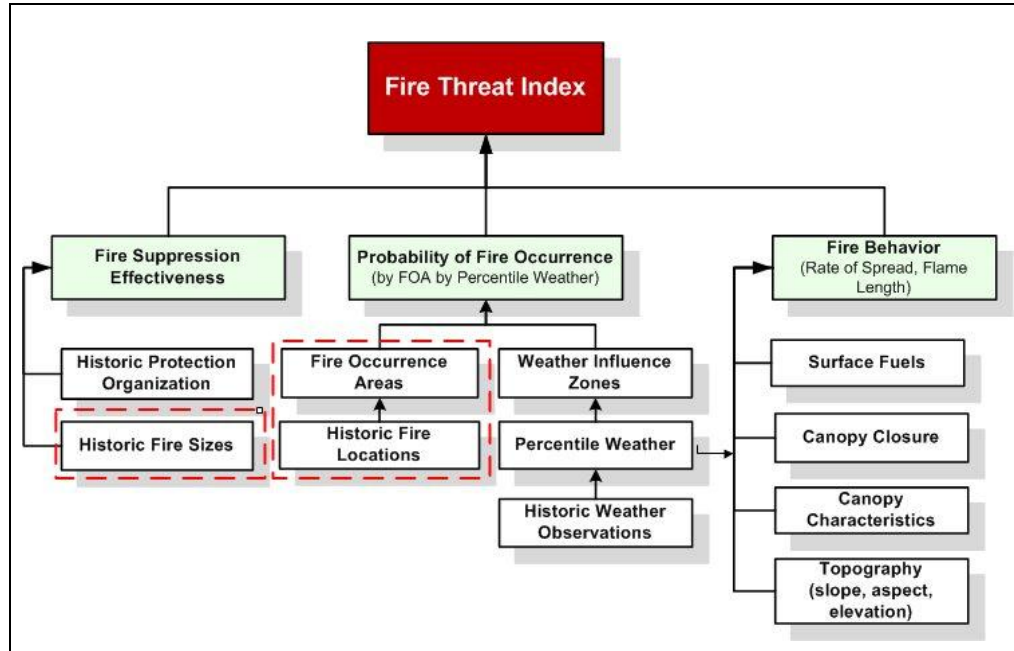 Fire Threat Index
Fire Suppression
Effectiveness
Probability of Fire Occurrence
(by FOA by Percentile Weather)
Fire Behavior
(Rate of Spread, Flame
Length)
Historic Protection
Organization
Historic Fire Sizes
Fire Occurrence
Areas
Historic Fire
Locations
Weather Influence
Zones
Percentile Weather
Historic Weather
Observations
Surface Fuels
Canopy Closure
Canopy
Characteristics
Topography
(slope, aspect,
elevation)